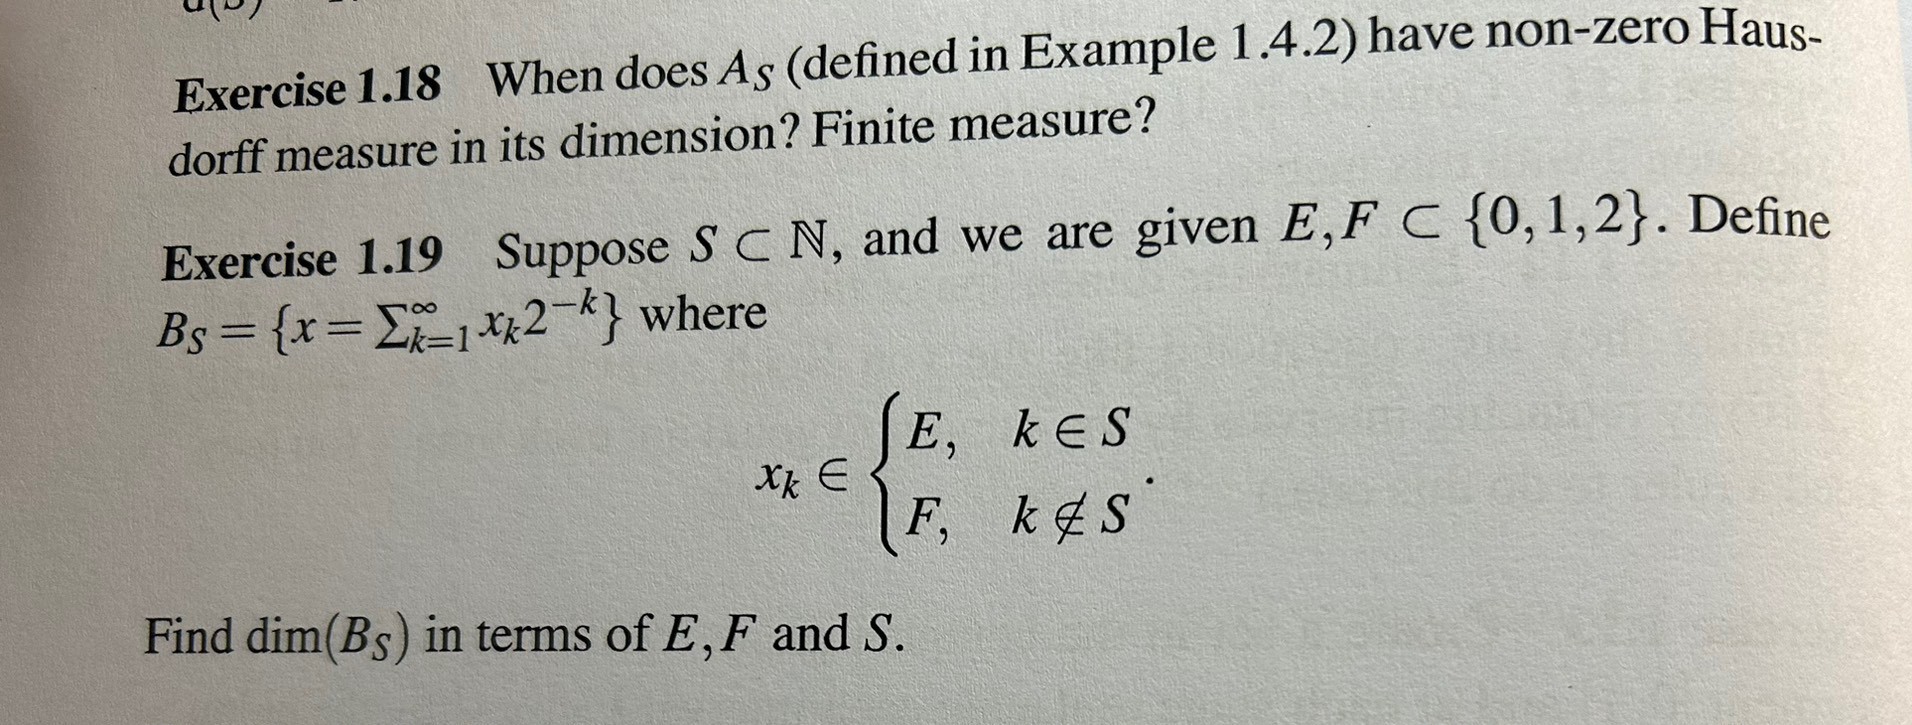 Exercise 1.18 When does A_S (defined in Example 1.4.2) have non-zero Haus-
dorff measure in its dimension? Finite measure?
Exercise 1.19 Suppose S ⊂ ℕ, and we are given E, F ⊂ {0,1,2}. Define
B_S = {x = ∑_{k=1}^{∞} x_k 2^{-k}} where
x_k ∈ { E, k ∈ S
F, k ∉ S .
Find dim(B_S) in terms of E, F and S.